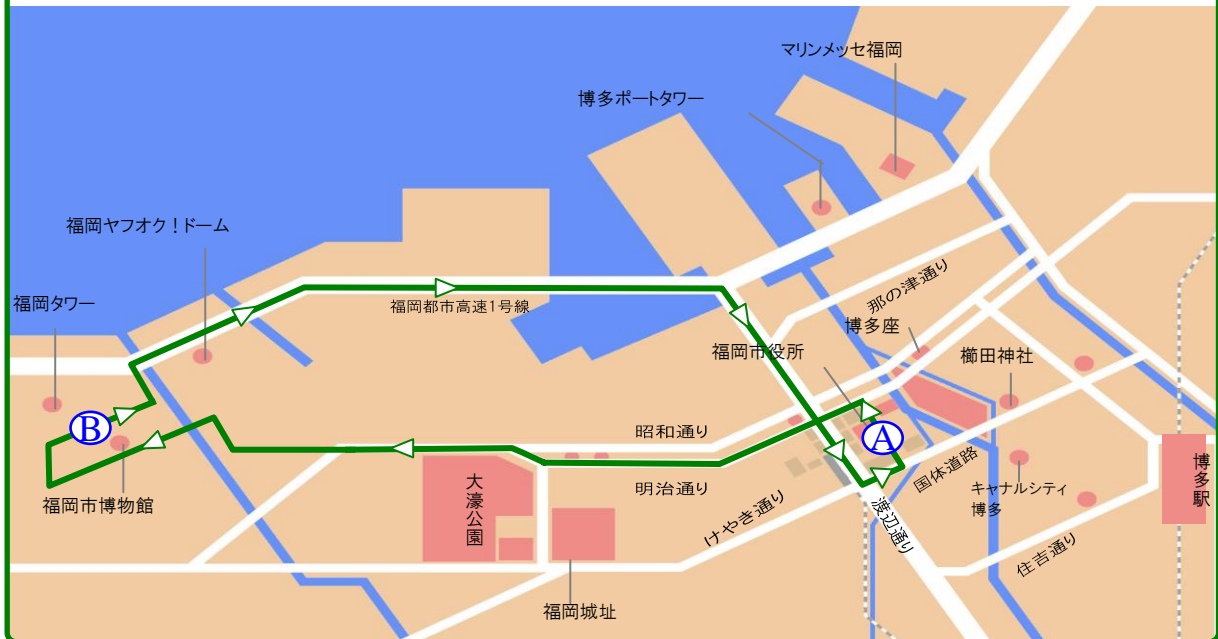 マリンメッセ福岡
博多ポートタワー
福岡ヤフオク！ドーム
福岡タワー
福岡都市高速1号線
那の津通り
博多座
福岡市役所
櫛田神社
B
A
昭和通り
明治通り
国体道路
キャナルシティ
博多
博多駅
大濠公園
福岡市博物館
けやき通り
渡辺通り
住吉通り
福岡城址